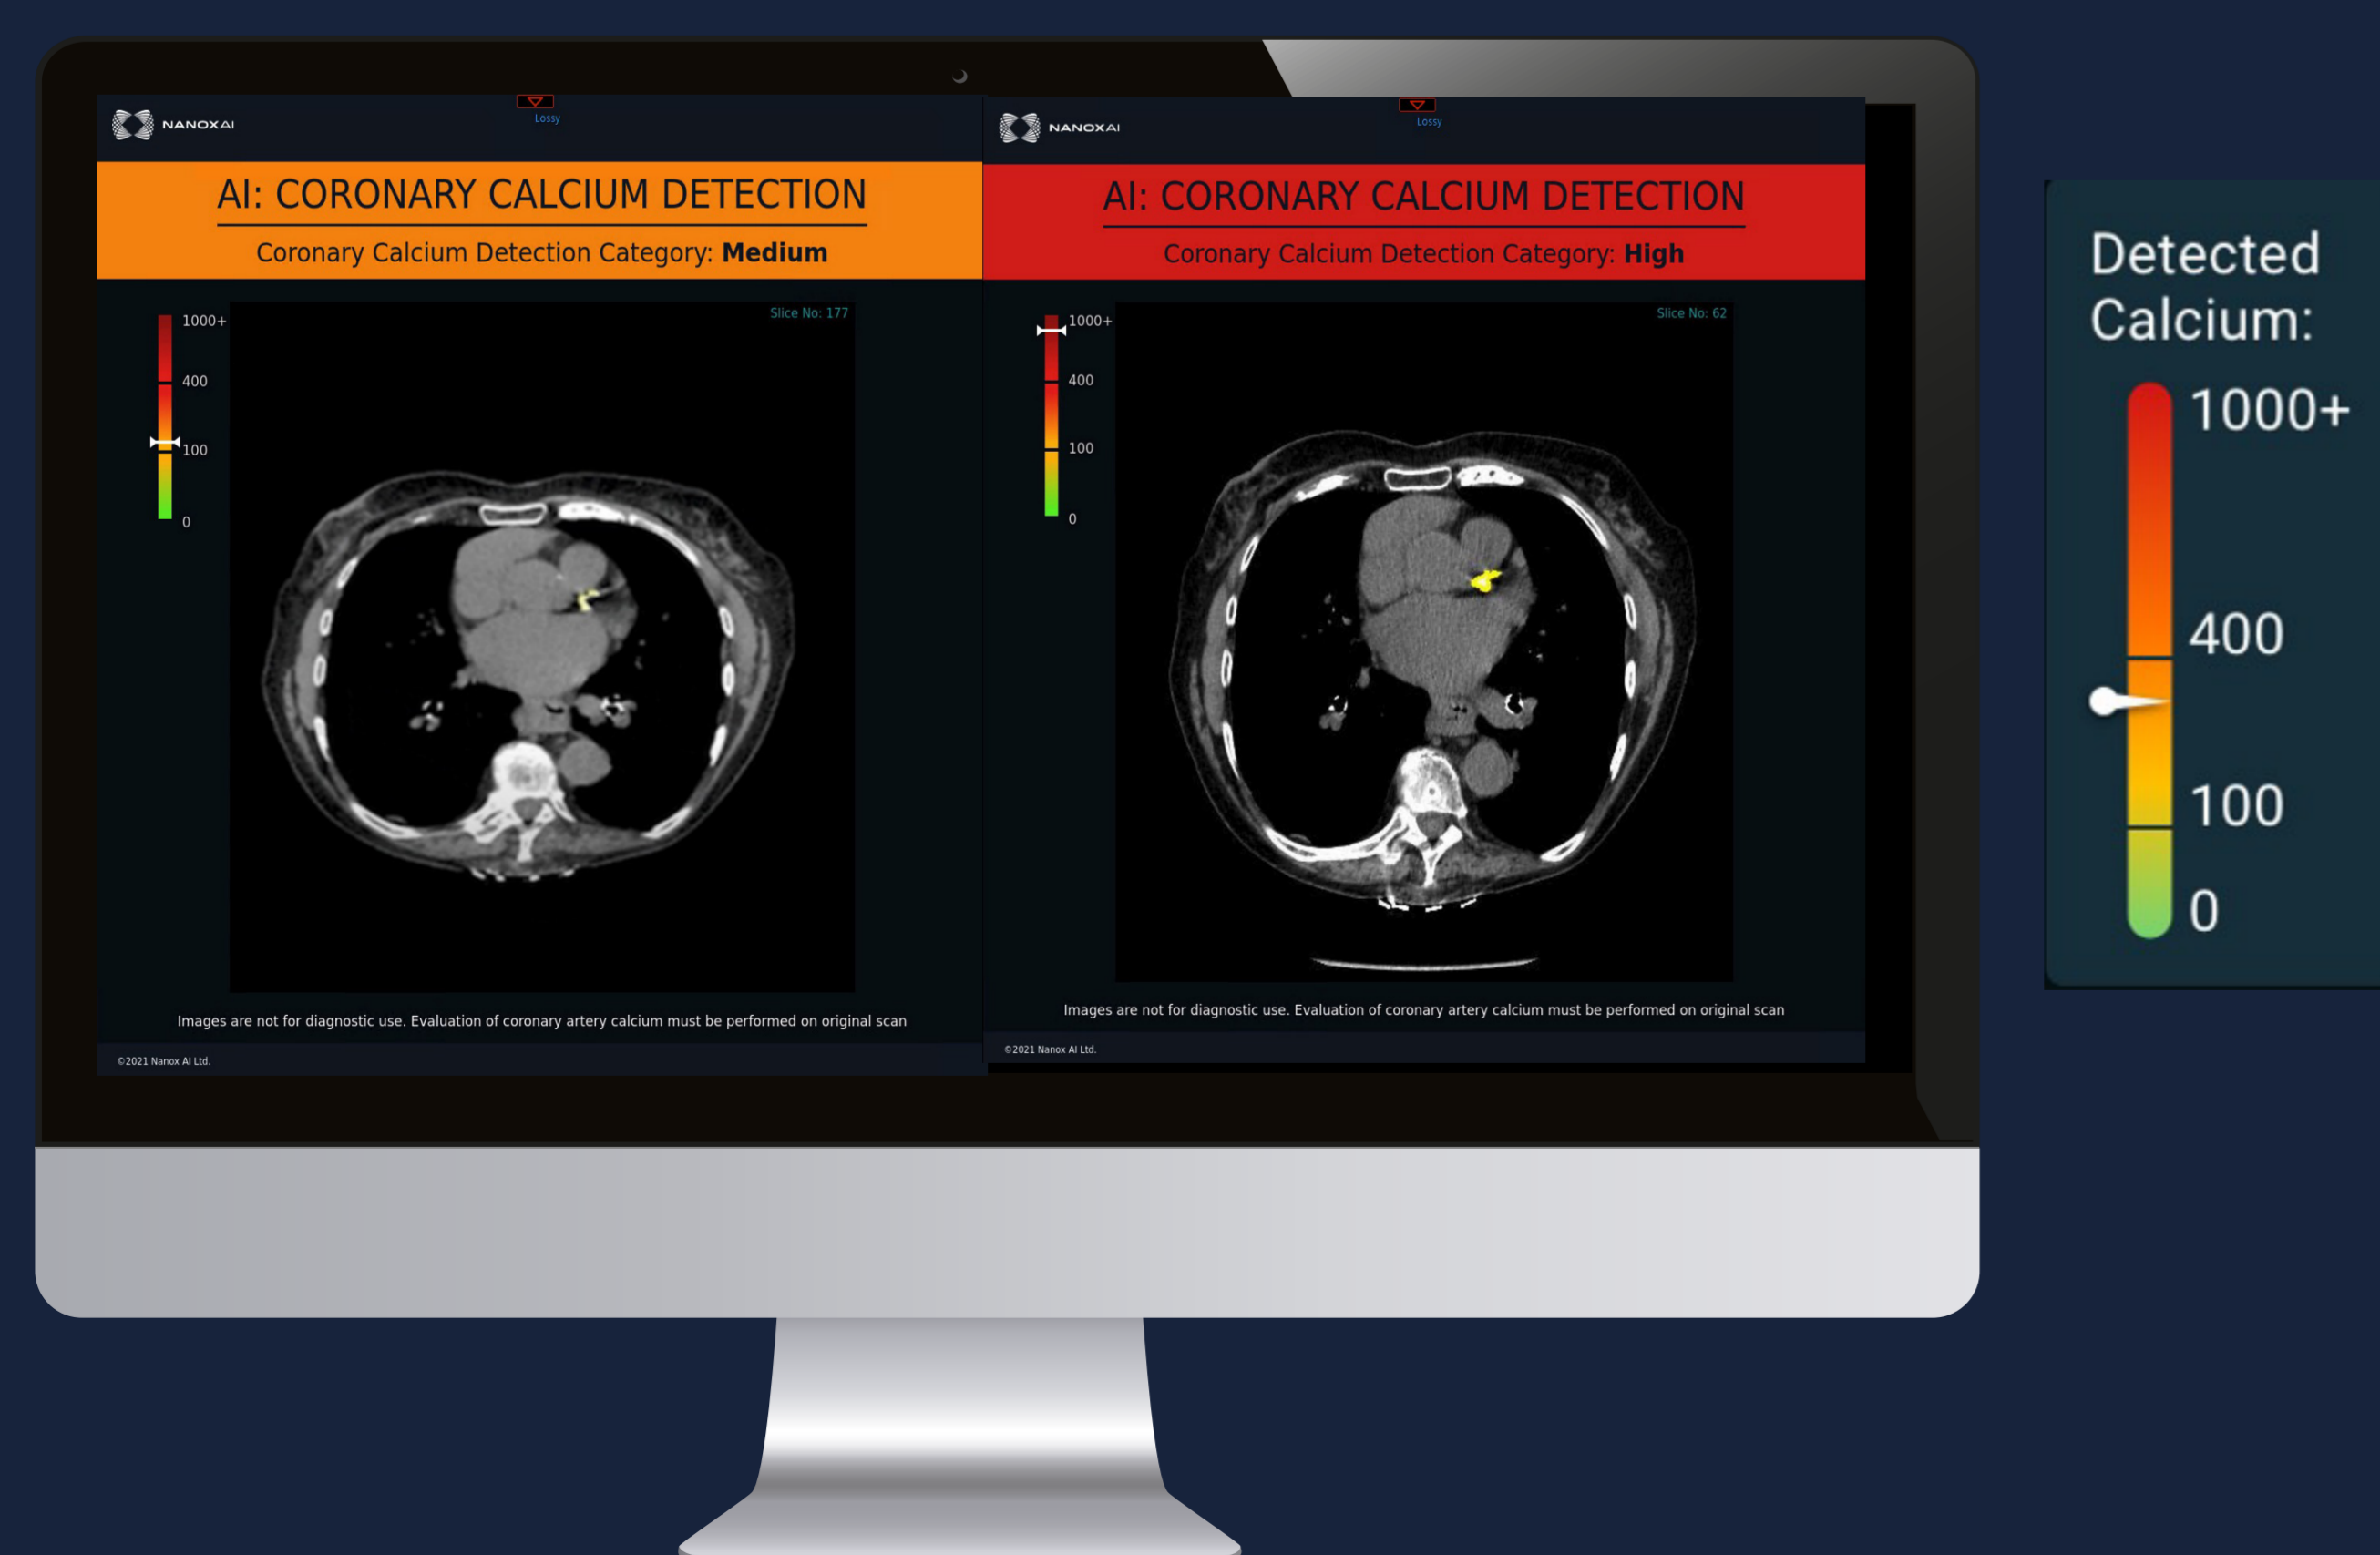 NANOXAI
Lossy
AI: CORONARY CALCIUM DETECTION
Coronary Calcium Detection Category: Medium
Slice No: 177
1000+
400
100
0
Images are not for diagnostic use. Evaluation of coronary artery calcium must be performed on original scan
©2021 Nanox AI Ltd.
NANOXAI
Lossy
AI: CORONARY CALCIUM DETECTION
Coronary Calcium Detection Category: High
Slice No: 62
1000+
400
100
0
Images are not for diagnostic use. Evaluation of coronary artery calcium must be performed on original scan
©2021 Nanox AI Ltd.
Detected
Calcium:
1000+
400
100
0